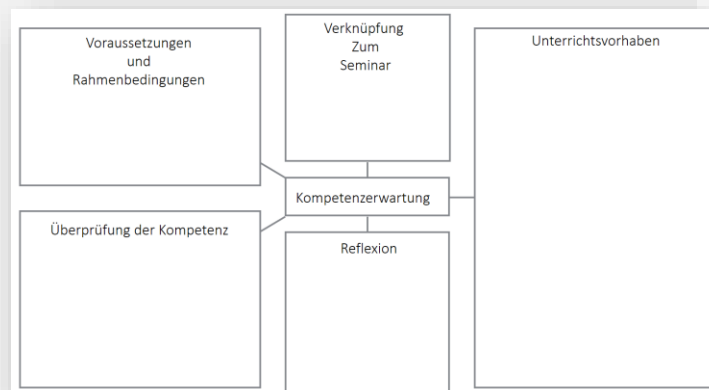 Voraussetzungen
und
Rahmenbedingungen
Verknüpfung
Zum
Seminar
Unterrichtsvorhaben
Kompetenzerwartung
Überprüfung der Kompetenz
Reflexion